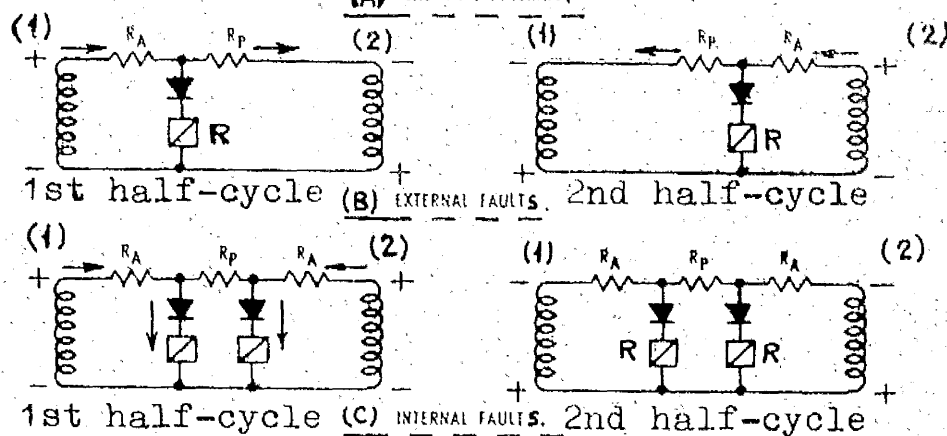 (A)
(1) RA RP (2) (1) RP RA (2)
+ - - +
R R
- + + -
1st half-cycle (B) EXTERNAL FAULTS. 2nd half-cycle
(1) (2) (1) (2)
RA RP RA RA RP RA
+ + - -
R R
- - + +
1st half-cycle (C) INTERNAL FAULTS. 2nd half-cycle